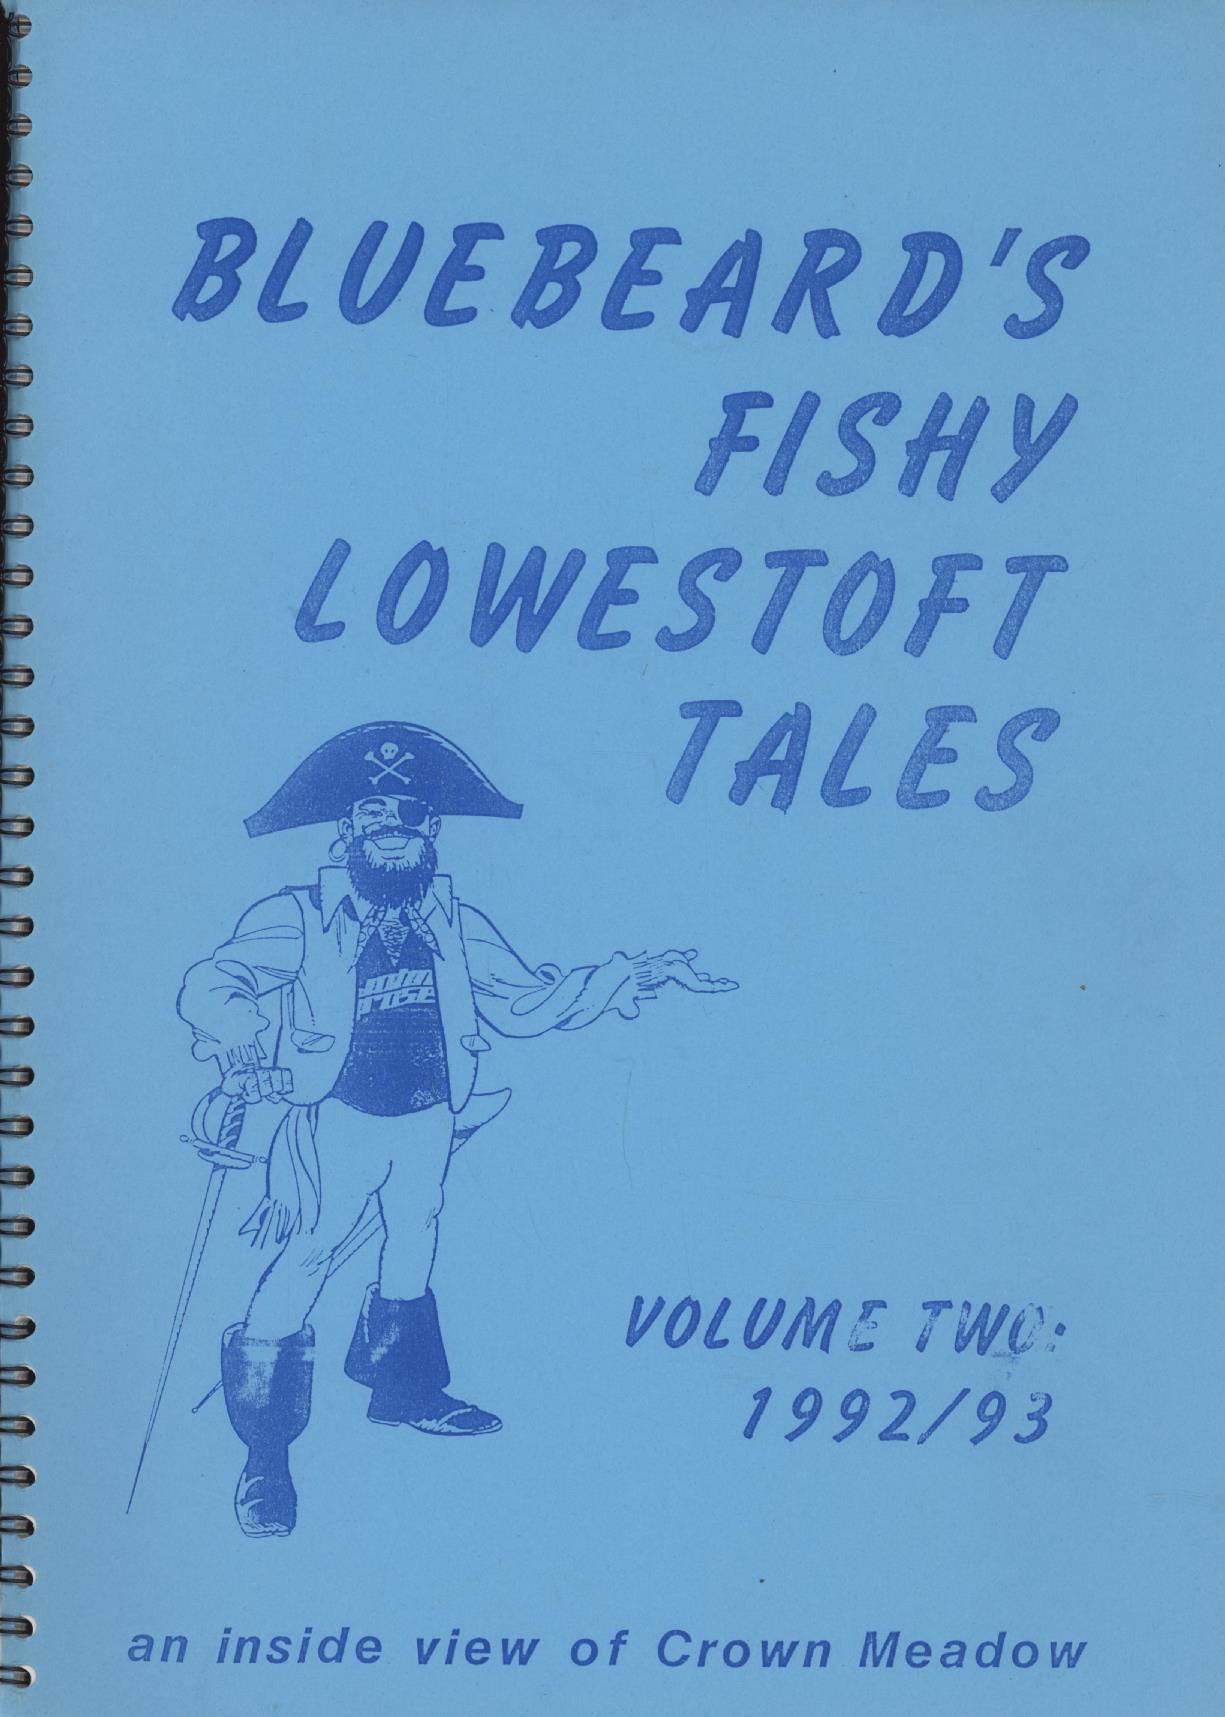 BLUEBEARD'S
FISHY
LOWESTOFT
TALES
VOLUME TWO:
1992/93
an inside view of Crown Meadow